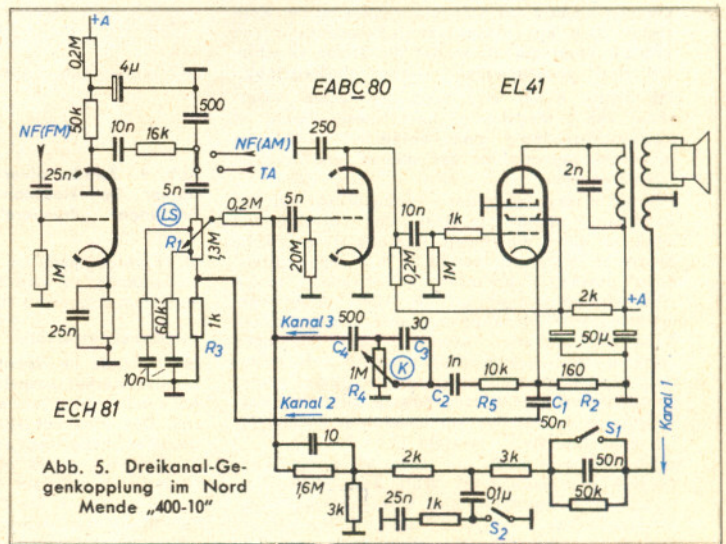 +A
0,2M
4µ
50k
500
NF(FM)
10n
16k
25n
1M
25n
ECH 81
NF(AM)
TA
5n
LS
R1
1,3M
0,2M
60k
1k
R3
10n
EABC 80
250
5n
20M
10n
0,2M
1M
1k
EL41
2n
2k
+A
50µ
Kanal 3
500
C4
30
C3
K
1M
R4
1n
C2
10k
R5
C1
50n
160
R2
Kanal 2
Kanal 1
10
1,6M
3k
2k
3k
S1
50n
50k
25n
1k
0,1µ
S2
Abb. 5. Dreikanal-Ge-
genkopplung im Nord
Mende „400-10"